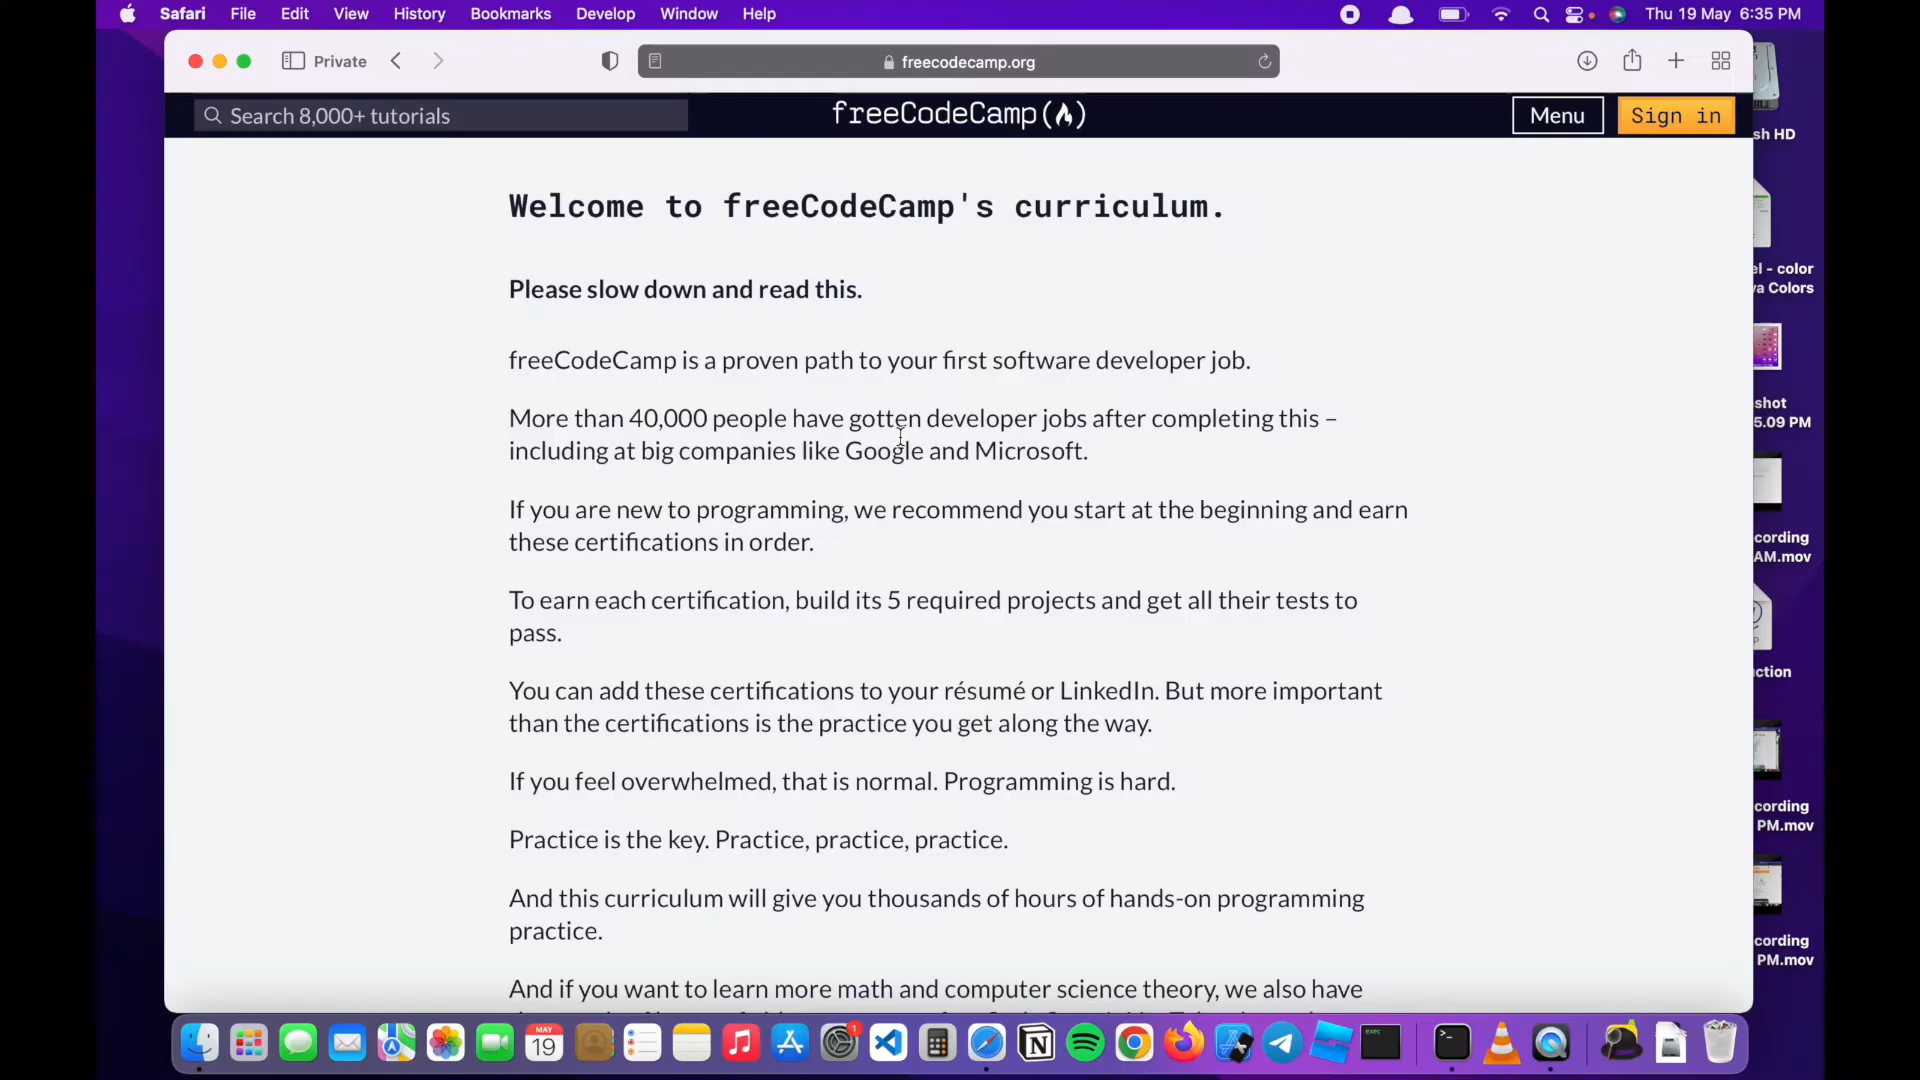 Safari File Edit View History Bookmarks Develop Window Help Thu 19 May 6:35 PM
Private freecodecamp.org
Search 8,000+ tutorials freeCodeCamp Menu Sign in
Welcome to freeCodeCamp's curriculum.
Please slow down and read this.
freeCodeCamp is a proven path to your first software developer job.
More than 40,000 people have gotten developer jobs after completing this –
including at big companies like Google and Microsoft.
If you are new to programming, we recommend you start at the beginning and earn
these certifications in order.
To earn each certification, build its 5 required projects and get all their tests to
pass.
You can add these certifications to your résumé or LinkedIn. But more important
than the certifications is the practice you get along the way.
If you feel overwhelmed, that is normal. Programming is hard.
Practice is the key. Practice, practice, practice.
And this curriculum will give you thousands of hours of hands-on programming
practice.
And if you want to learn more math and computer science theory, we also have
sh HD
el - color
va Colors
shot
5.09 PM
cording
AM.mov
ction
cording
PM.mov
cording
PM.mov
MAY
19
1
exec